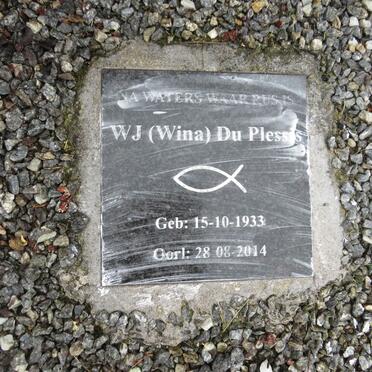 NA WATERS WAAR RUS IS
WJ (Wina) Du Plessis
Geb: 15-10-1933
Oorl: 28-08-2014